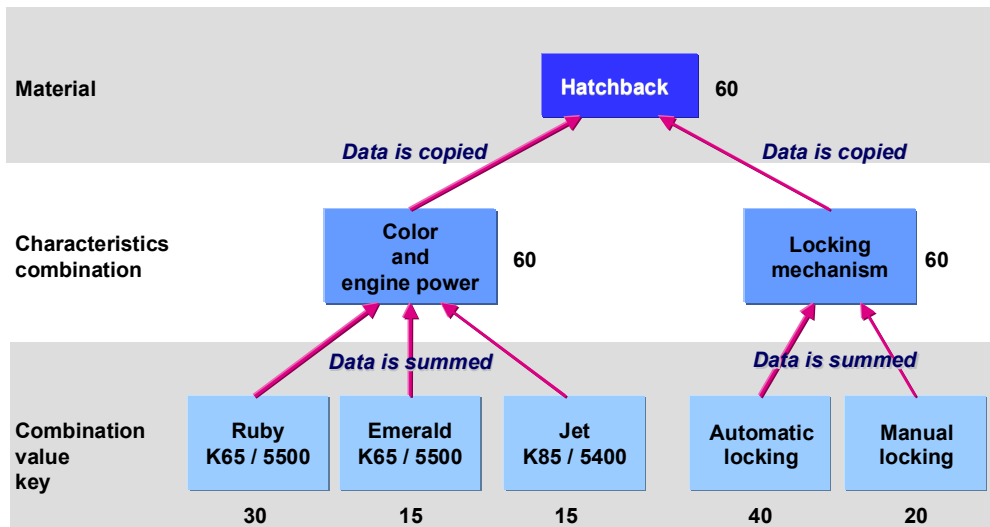 Material
Hatchback
60
Data is copied
Data is copied
Characteristics
combination
Color
and
engine power
60
Locking
mechanism
60
Data is summed
Data is summed
Combination
value
key
Ruby
K65 / 5500
Emerald
K65 / 5500
Jet
K85 / 5400
Automatic
locking
Manual
locking
30
15
15
40
20